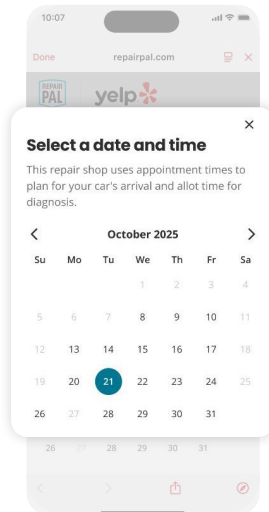 10:07
Done repairpal.com
REPAIR
PAL yelp
Select a date and time
This repair shop uses appointment times to
plan for your car's arrival and allot time for
diagnosis.
October 2025
Su Mo Tu We Th Fr Sa
1 2 3 4
5 6 7 8 9 10 11
12 13 14 15 16 17 18
19 20 21 22 23 24 25
26 27 28 29 30 31
26 27 28 29 30 31